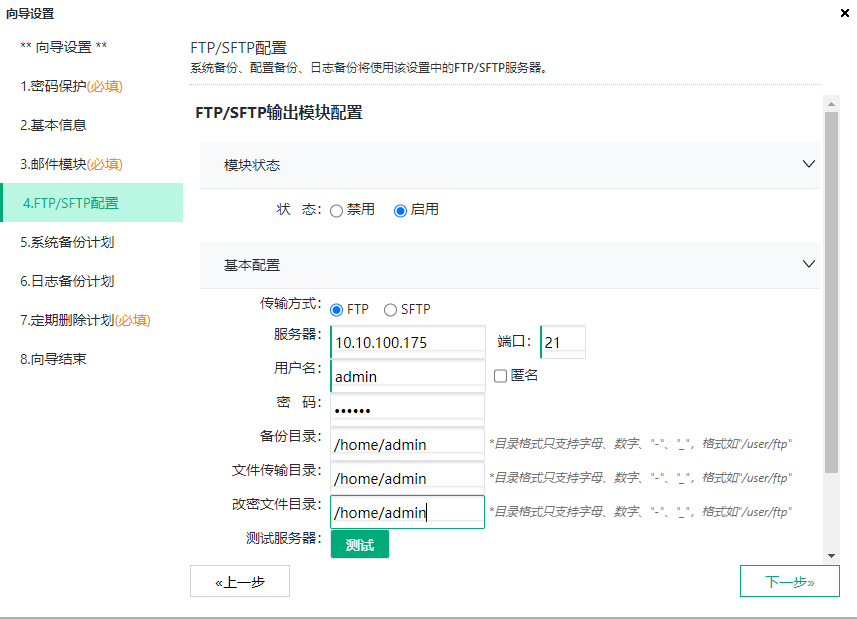 向导设置
** 向导设置 **
1.密码保护(必填)
2.基本信息
3.邮件模块(必填)
4.FTP/SFTP配置
5.系统备份计划
6.日志备份计划
7.定期删除计划(必填)
8.向导结束
FTP/SFTP配置
系统备份、配置备份、日志备份将使用该设置中的FTP/SFTP服务器。
FTP/SFTP输出模块配置
模块状态
状 态： 禁用 启用
基本配置
传输方式： FTP SFTP
服务器： 10.10.100.175 端口： 21
用户名： admin 匿名
密 码： ••••••
备份目录： /home/admin *目录格式只支持字母、数字、"-"、"_"，格式如"/user/ftp"
文件传输目录： /home/admin *目录格式只支持字母、数字、"-"、"_"，格式如"/user/ftp"
改密文件目录： /home/admin *目录格式只支持字母、数字、"-"、"_"，格式如"/user/ftp"
测试服务器： 测试
«上一步 下一步»